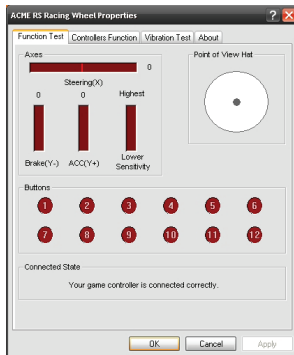 ACME RS Racing Wheel Properties
Function Test Controllers Function Vibration Test About
Axes
Point of View Hat
0
Steering(X)
0 0 Highest
Brake(Y-) ACC(Y+) Lower
Sensitivity
Buttons
1 2 3 4 5 6
7 8 9 10 11 12
Connected State
Your game controller is connected correctly.
OK Cancel Apply